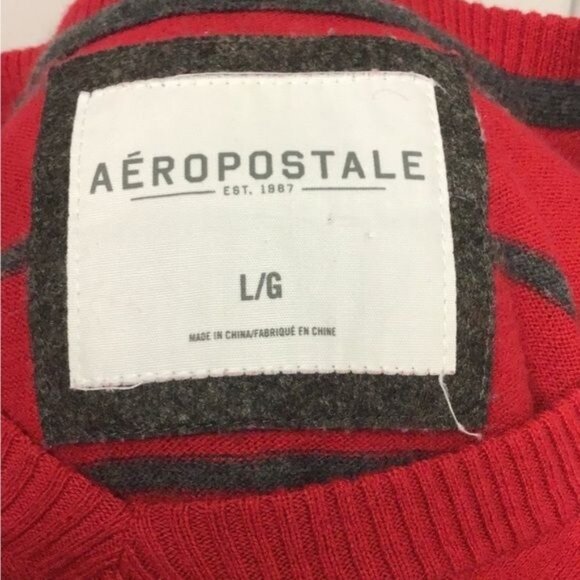 AÉROPOSTALE
EST. 1987
L/G
MADE IN CHINA/FABRIQUÉ EN CHINE